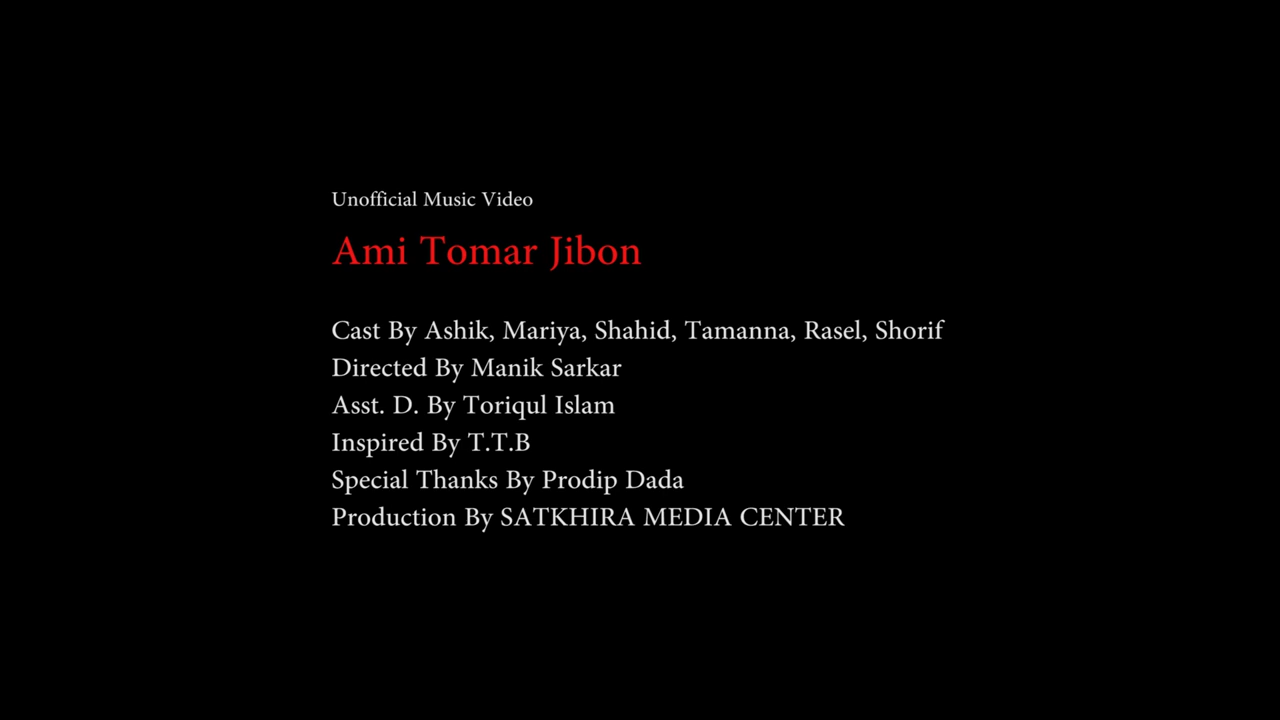 Unofficial Music Video
Ami Tomar Jibon
Cast By Ashik, Mariya, Shahid, Tamanna, Rasel, Shorif
Directed By Manik Sarkar
Asst. D. By Toriqul Islam
Inspired By T.T.B
Special Thanks By Prodip Dada
Production By SATKHIRA MEDIA CENTER